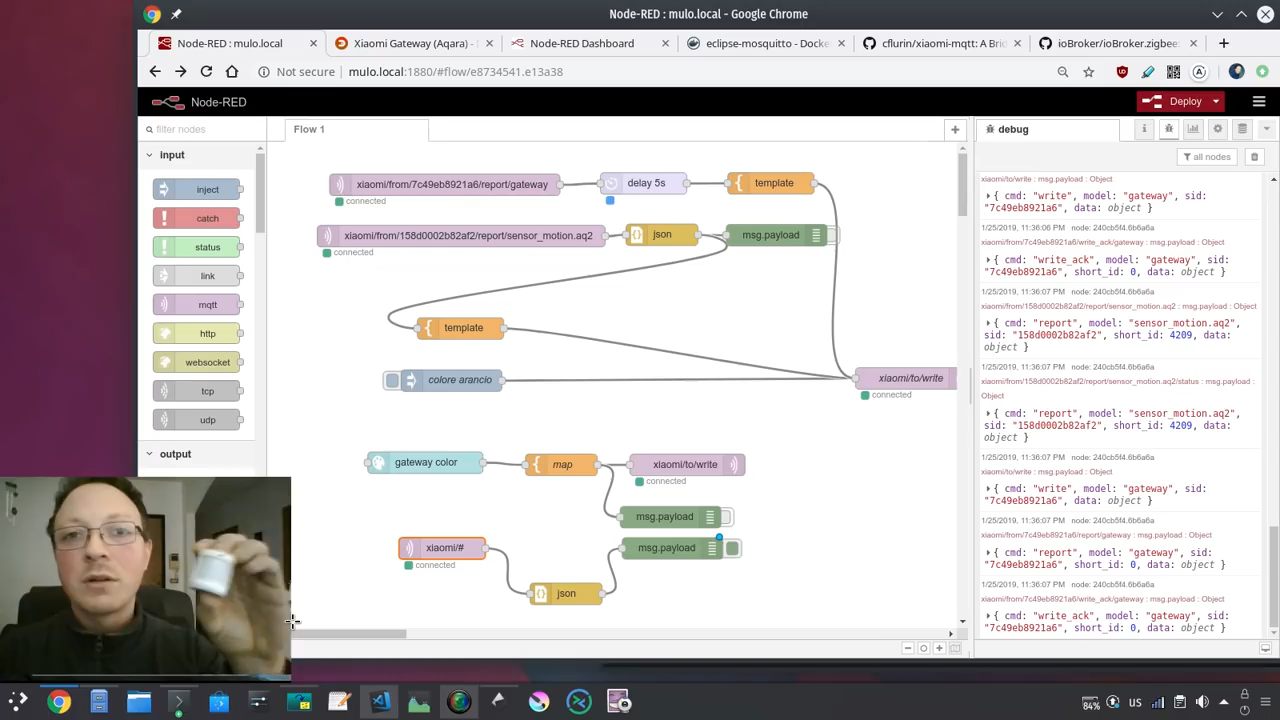 Node-RED : mulo.local - Google Chrome
Node-RED : mulo.local
Xiaomi Gateway (Aqara) -
Node-RED Dashboard
eclipse-mosquitto - Docke
cflurin/xiaomi-mqtt: A Brid
ioBroker/ioBroker.zigbee:
Not secure
mulo.local:1880/#flow/e8734541.e13a38
Node-RED
Deploy
filter nodes
Flow 1
debug
input
all nodes
inject
catch
status
link
mqtt
http
websocket
tcp
udp
output
xiaomi/from/7c49eb8921a6/report/gateway
connected
delay 5s
template
xiaomi/from/158d0002b82af2/report/sensor_motion.aq2
connected
json
msg.payload
template
colore arancio
xiaomi/to/write
connected
gateway color
map
xiaomi/to/write
connected
msg.payload
xiaomi/#
connected
msg.payload
json
xiaomi/to/write : msg.payload : Object
{ cmd: "write", model: "gateway", sid:
"7c49eb8921a6", data: object }
1/25/2019, 11:36:06 PM node: 240cb5f4.6b6a6a
xiaomi/from/7c49eb8921a6/write_ack/gateway : msg.payload : Object
{ cmd: "write_ack", model: "gateway",
sid: "7c49eb8921a6", short_id: 0, data:
object }
1/25/2019, 11:36:07 PM node: 240cb5f4.6b6a6a
xiaomi/from/158d0002b82af2/report/sensor_motion.aq2 : msg.payload : Object
{ cmd: "report", model: "sensor_motion.aq2",
sid: "158d0002b82af2", short_id: 4209, data:
object }
1/25/2019, 11:36:07 PM node: 240cb5f4.6b6a6a
xiaomi/from/158d0002b82af2/report/sensor_motion.aq2/status : msg.payload :
Object
{ cmd: "report", model: "sensor_motion.aq2",
sid: "158d0002b82af2", short_id: 4209, data:
object }
1/25/2019, 11:36:07 PM node: 240cb5f4.6b6a6a
xiaomi/to/write : msg.payload : Object
{ cmd: "write", model: "gateway", sid:
"7c49eb8921a6", data: object }
1/25/2019, 11:36:07 PM node: 240cb5f4.6b6a6a
xiaomi/from/7c49eb8921a6/report/gateway : msg.payload : Object
{ cmd: "report", model: "gateway", sid:
"7c49eb8921a6", short_id: 0, data: object }
1/25/2019, 11:36:07 PM node: 240cb5f4.6b6a6a
xiaomi/from/7c49eb8921a6/write_ack/gateway : msg.payload : Object
{ cmd: "write_ack", model: "gateway", sid:
"7c49eb8921a6", short_id: 0, data: object }
84%
us